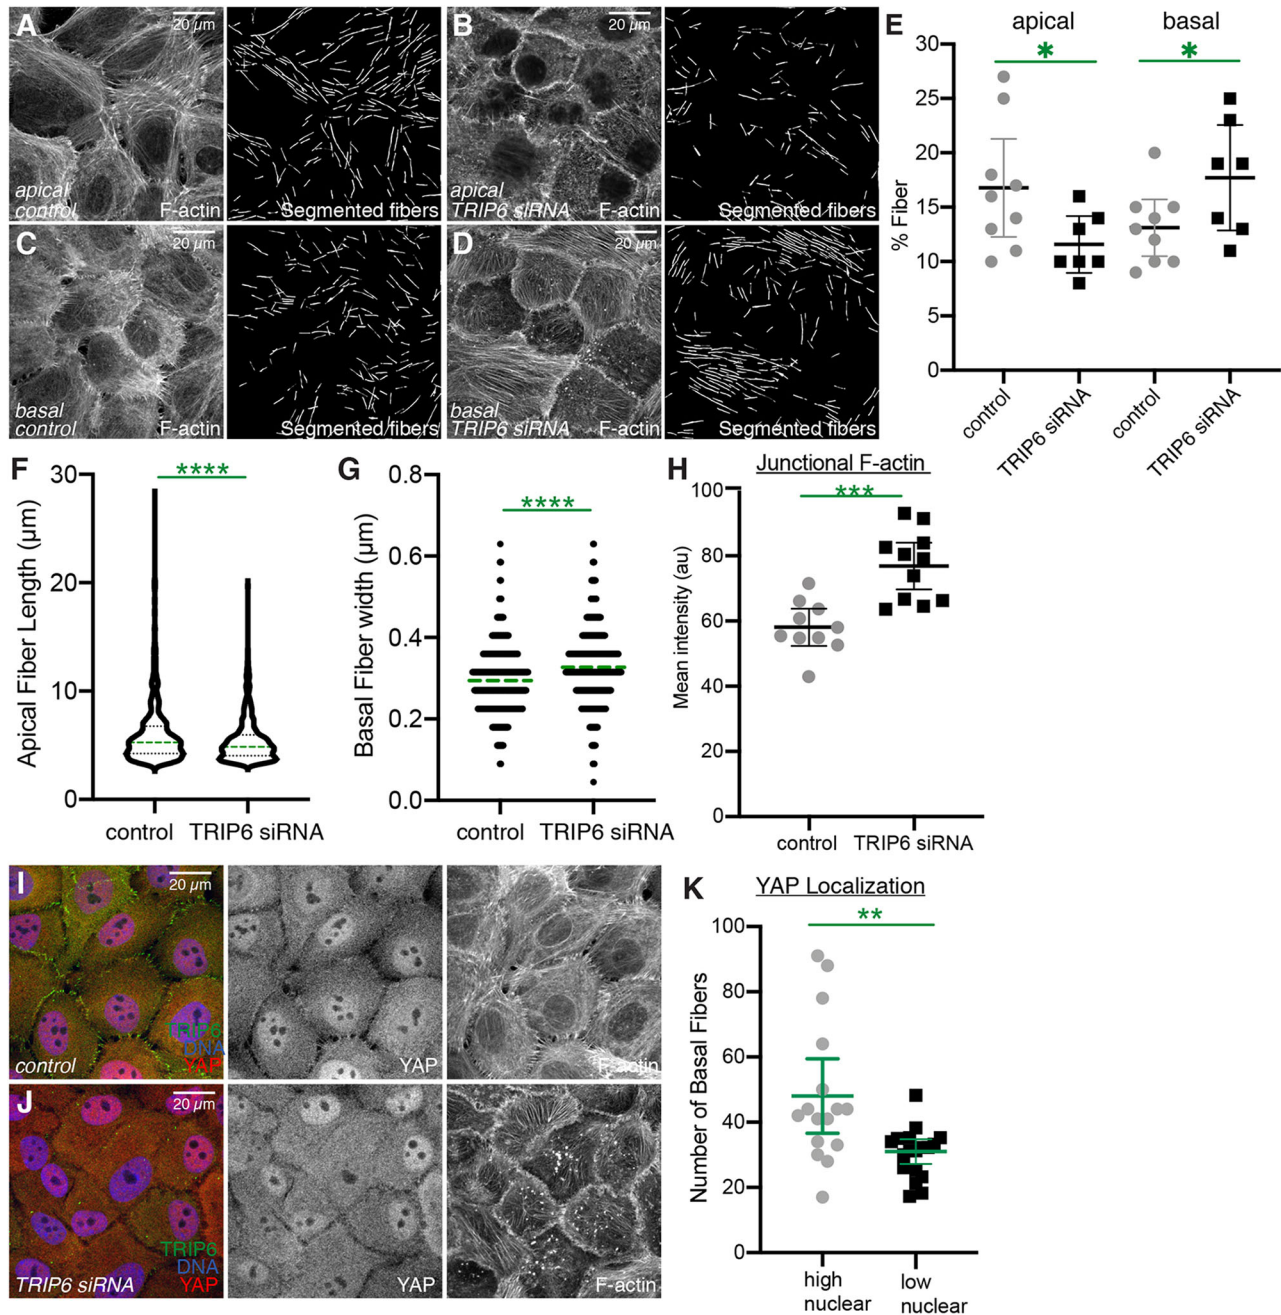 A
20 µm
apical
control
F-actin
Segmented fibers
B
20 µm
apical
TRIP6 siRNA
F-actin
Segmented fibers
C
20 µm
basal
control
F-actin
Segmented fibers
D
20 µm
basal
TRIP6 siRNA
F-actin
Segmented fibers
E
apical
basal
*
*
30
25
20
15
10
5
0
% Fiber
control
TRIP6 siRNA
control
TRIP6 siRNA
F
****
30
20
10
0
Apical Fiber Length (µm)
control
TRIP6 siRNA
G
****
0.8
0.6
0.4
0.2
0.0
Basal Fiber width (µm)
control
TRIP6 siRNA
H
Junctional F-actin
***
100
80
60
40
20
0
Mean intensity (au)
control
TRIP6 siRNA
I
20 µm
control
TRIP6
DNA
YAP
YAP
F-actin
J
20 µm
TRIP6 siRNA
TRIP6
DNA
YAP
YAP
F-actin
K
YAP Localization
**
100
80
60
40
20
0
Number of Basal Fibers
high
nuclear
low
nuclear